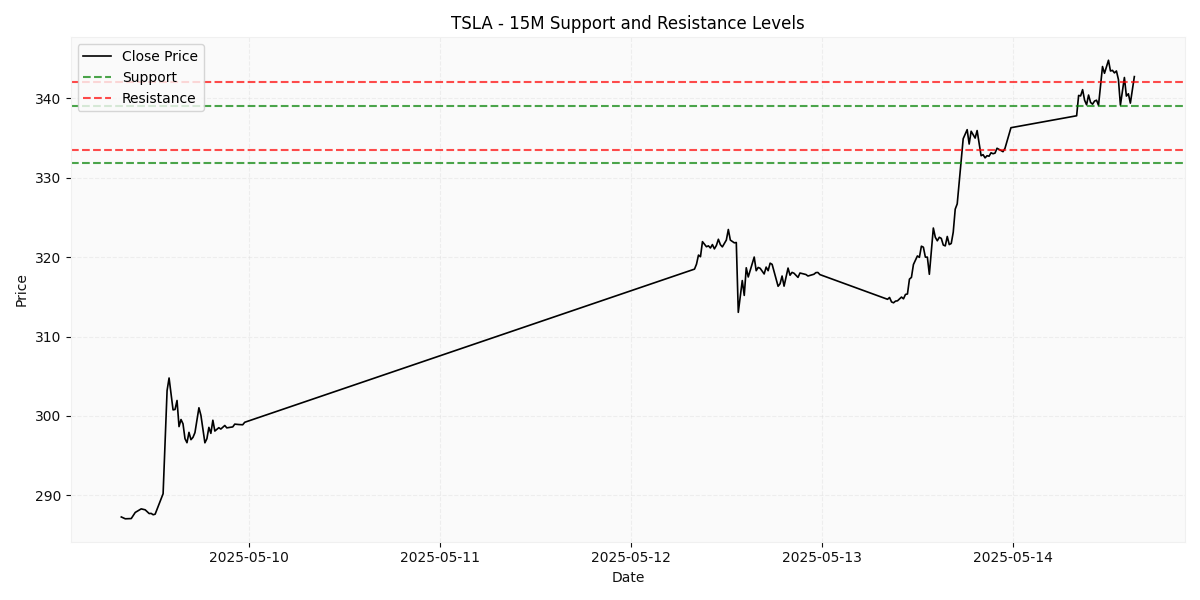 TSLA - 15M Support and Resistance Levels
Close Price
Support
Resistance
340
330
320
310
300
290
Price
2025-05-10 2025-05-11 2025-05-12 2025-05-13 2025-05-14
Date